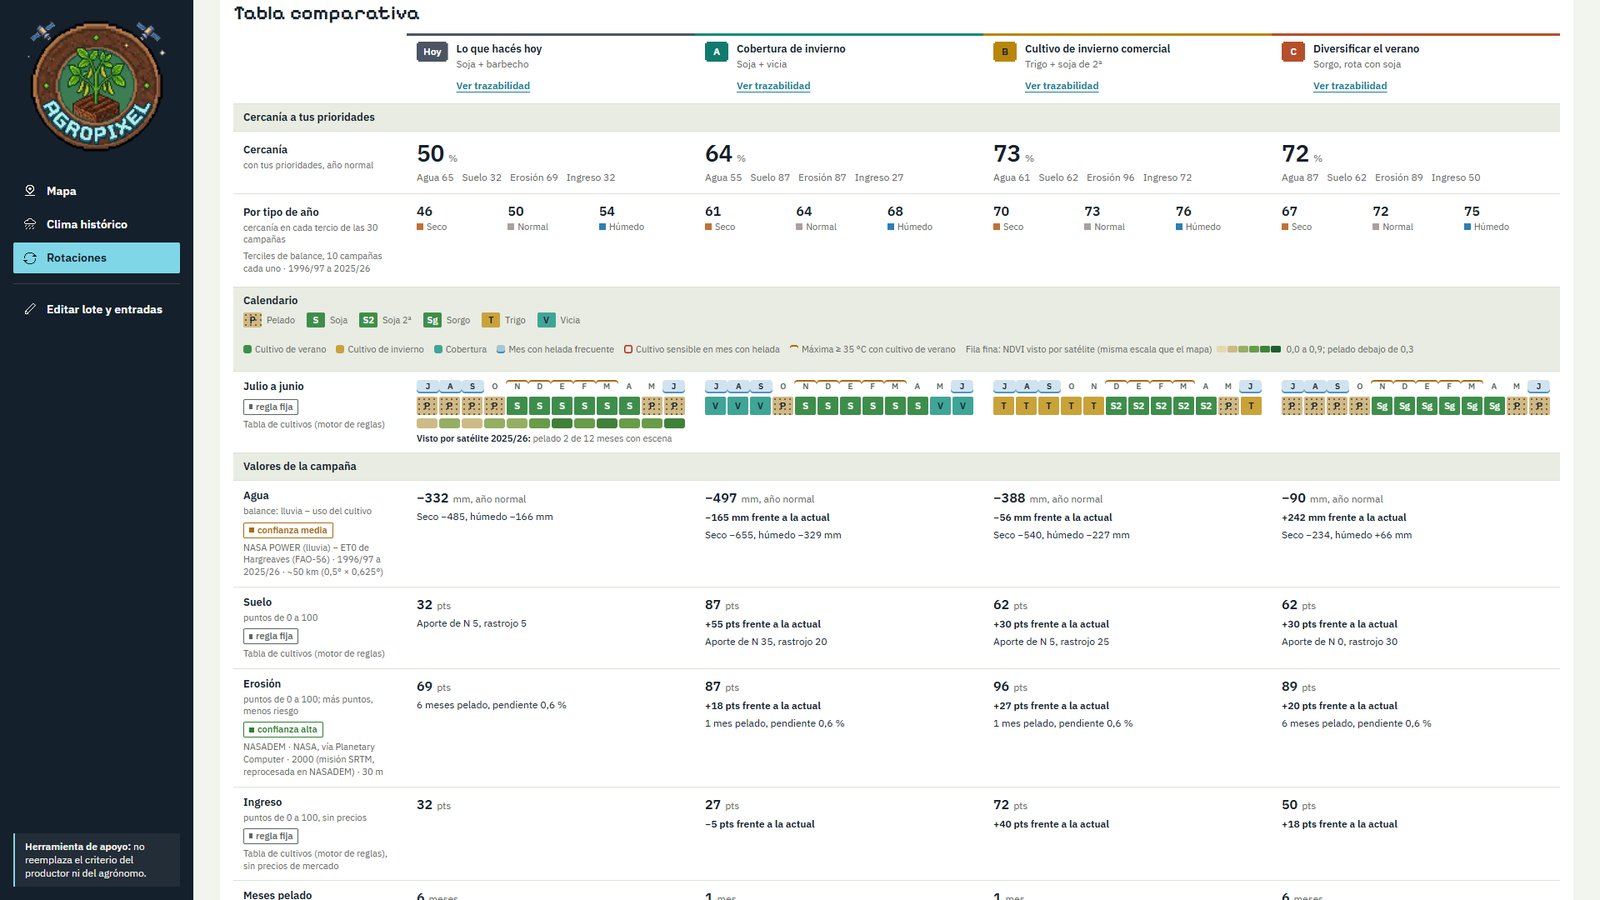 AGROPIXEL
Mapa
Clima histórico
Rotaciones
Editar lote y entradas
Herramienta de apoyo: no
reemplaza el criterio del
productor ni del agrónomo.
Tabla comparativa
Hoy Lo que hacés hoy
Soja + barbecho
Ver trazabilidad
A Cobertura de invierno
Soja + vicia
Ver trazabilidad
B Cultivo de invierno comercial
Trigo + soja de 2ª
Ver trazabilidad
C Diversificar el verano
Sorgo, rota con soja
Ver trazabilidad
Cercanía a tus prioridades
Cercanía
con tus prioridades, año normal
50 %
Agua 65 Suelo 32 Erosión 69 Ingreso 32
64 %
Agua 55 Suelo 87 Erosión 87 Ingreso 27
73 %
Agua 61 Suelo 62 Erosión 96 Ingreso 72
72 %
Agua 87 Suelo 62 Erosión 89 Ingreso 50
Por tipo de año
cercanía en cada tercio de las 30
campañas
Terciles de balance, 10 campañas
cada uno · 1996/97 a 2025/26
46 50 54
Seco Normal Húmedo
61 64 68
Seco Normal Húmedo
70 73 76
Seco Normal Húmedo
67 72 75
Seco Normal Húmedo
Calendario
P Pelado S Soja S2 Soja 2ª Sg Sorgo T Trigo V Vicia
Cultivo de verano Cultivo de invierno Cobertura Mes con helada frecuente Cultivo sensible en mes con helada Máxima ≥ 35 °C con cultivo de verano Fila fina: NDVI visto por satélite (misma escala que el mapa) 0,0 a 0,9; pelado debajo de 0,3
Julio a junio
regla fija
Tabla de cultivos (motor de reglas)
J A S O N D E F M A M J
P P P P S S S S S S P P
Visto por satélite 2025/26: pelado 2 de 12 meses con escena
J A S O N D E F M A M J
V V V P S S S S S S V V
J A S O N D E F M A M J
T T T T T S2 S2 S2 S2 S2 P T
J A S O N D E F M A M J
P P P P Sg Sg Sg Sg Sg Sg P P
Valores de la campaña
Agua
balance: lluvia – uso del cultivo
confianza media
NASA POWER (lluvia) – ET0 de
Hargreaves (FAO-56) · 1996/97 a
2025/26 · ~50 km (0,5° × 0,625°)
−332 mm, año normal
Seco −485, húmedo −166 mm
−497 mm, año normal
−165 mm frente a la actual
Seco −655, húmedo −329 mm
−388 mm, año normal
−56 mm frente a la actual
Seco −540, húmedo −227 mm
−90 mm, año normal
+242 mm frente a la actual
Seco −234, húmedo +66 mm
Suelo
puntos de 0 a 100
regla fija
Tabla de cultivos (motor de reglas)
32 pts
Aporte de N 5, rastrojo 5
87 pts
+55 pts frente a la actual
Aporte de N 35, rastrojo 20
62 pts
+30 pts frente a la actual
Aporte de N 5, rastrojo 25
62 pts
+30 pts frente a la actual
Aporte de N 0, rastrojo 30
Erosión
puntos de 0 a 100; más puntos,
menos riesgo
confianza alta
NASADEM · NASA, vía Planetary
Computer · 2000 (misión SRTM,
reprocesada en NASADEM) · 30 m
69 pts
6 meses pelado, pendiente 0,6 %
87 pts
+18 pts frente a la actual
1 mes pelado, pendiente 0,6 %
96 pts
+27 pts frente a la actual
1 mes pelado, pendiente 0,6 %
89 pts
+20 pts frente a la actual
6 meses pelado, pendiente 0,6 %
Ingreso
puntos de 0 a 100, sin precios
regla fija
Tabla de cultivos (motor de reglas),
sin precios de mercado
32 pts
27 pts
−5 pts frente a la actual
72 pts
+40 pts frente a la actual
50 pts
+18 pts frente a la actual
Meses pelado
6 meses
1 mes
1 mes
6 meses